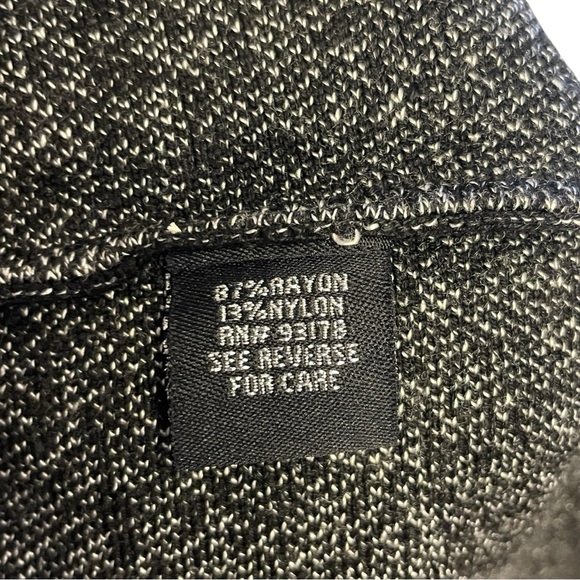 87%RAYON
13%NYLON
RN# 93178
SEE REVERSE
FOR CARE